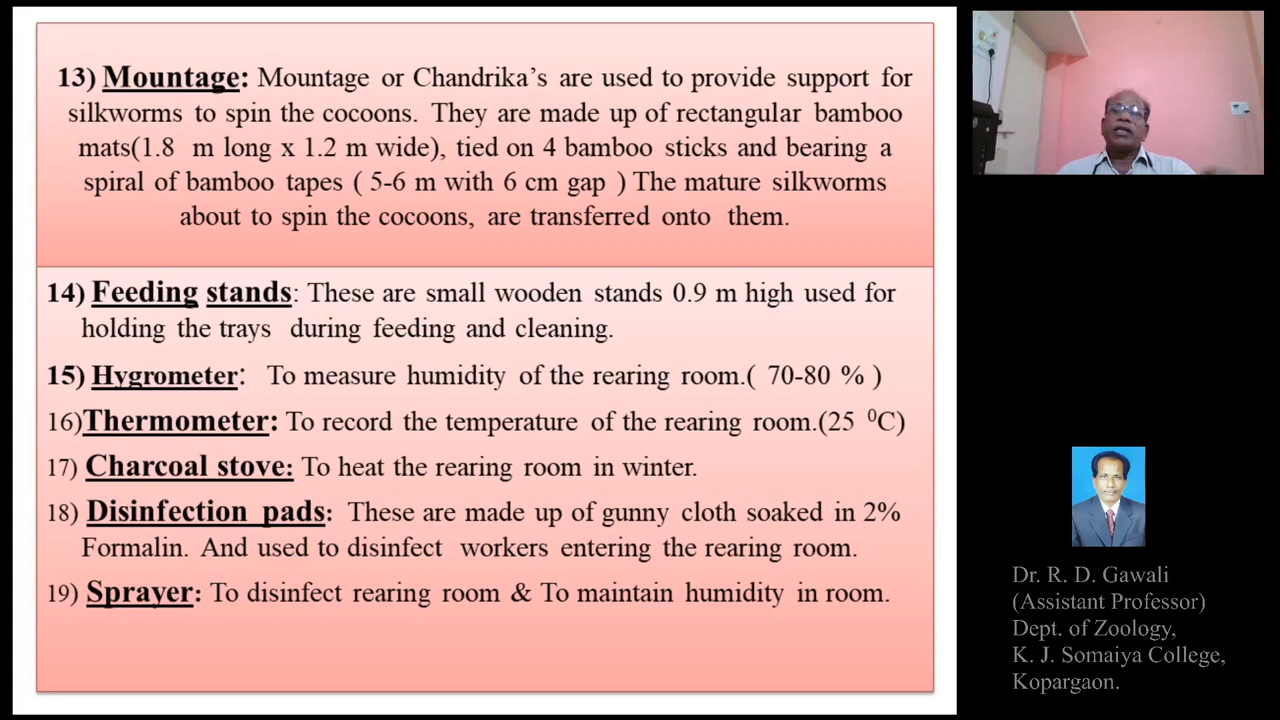 13) Mountage: Mountage or Chandrika’s are used to provide support for
silkworms to spin the cocoons. They are made up of rectangular bamboo
mats(1.8 m long x 1.2 m wide), tied on 4 bamboo sticks and bearing a
spiral of bamboo tapes ( 5-6 m with 6 cm gap ) The mature silkworms
about to spin the cocoons, are transferred onto them.
14) Feeding stands: These are small wooden stands 0.9 m high used for
holding the trays during feeding and cleaning.
15) Hygrometer: To measure humidity of the rearing room.( 70-80 % )
16)Thermometer: To record the temperature of the rearing room.(25 ⁰C)
17) Charcoal stove: To heat the rearing room in winter.
18) Disinfection pads: These are made up of gunny cloth soaked in 2%
Formalin. And used to disinfect workers entering the rearing room.
19) Sprayer: To disinfect rearing room & To maintain humidity in room.
Dr. R. D. Gawali
(Assistant Professor)
Dept. of Zoology,
K. J. Somaiya College,
Kopargaon.